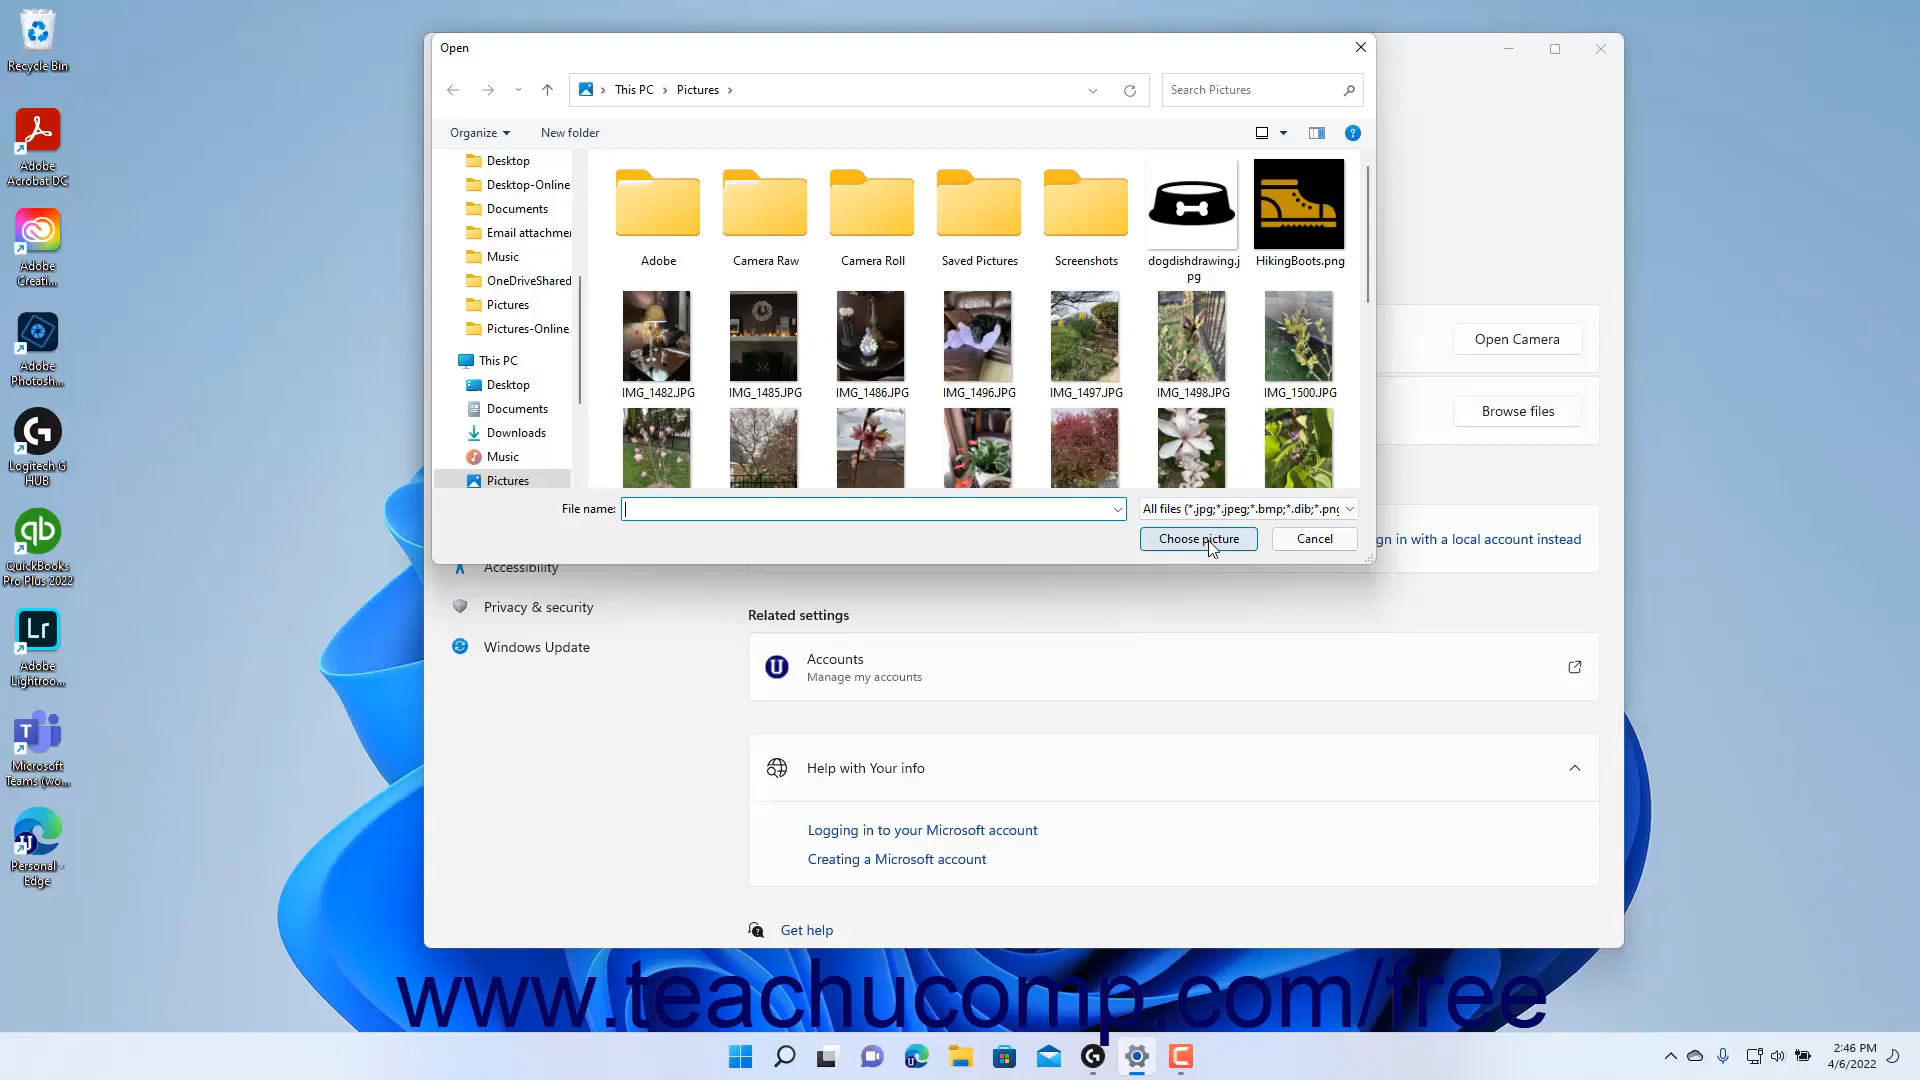 Recycle Bin
Adobe
Acrobat DC
Adobe
Creati...
Adobe
Photosh...
Logitech G
HUB
QuickBooks
Pro Plus 2022
Lr
Adobe
Lightroo...
Microsoft
Teams (wo...
Personal -
Edge
Open
This PC
Pictures
Search Pictures
Organize
New folder
Desktop
Desktop-Online
Documents
Email attachmen
Music
OneDriveShared
Pictures
Pictures-Online
This PC
Desktop
Documents
Downloads
Music
Pictures
Adobe
Camera Raw
Camera Roll
Saved Pictures
Screenshots
dogdishdrawing.j
pg
HikingBoots.png
IMG_1482.JPG
IMG_1485.JPG
IMG_1486.JPG
IMG_1496.JPG
IMG_1497.JPG
IMG_1498.JPG
IMG_1500.JPG
File name:
All files (*.jpg;*.jpeg;*.bmp;*.dib;*.png
Choose picture
Cancel
Open Camera
Browse files
gn in with a local account instead
Accessibility
Privacy & security
Windows Update
Related settings
Accounts
Manage my accounts
Help with Your info
Logging in to your Microsoft account
Creating a Microsoft account
Get help
www.teachucomp.com/free
2:46 PM
4/6/2022